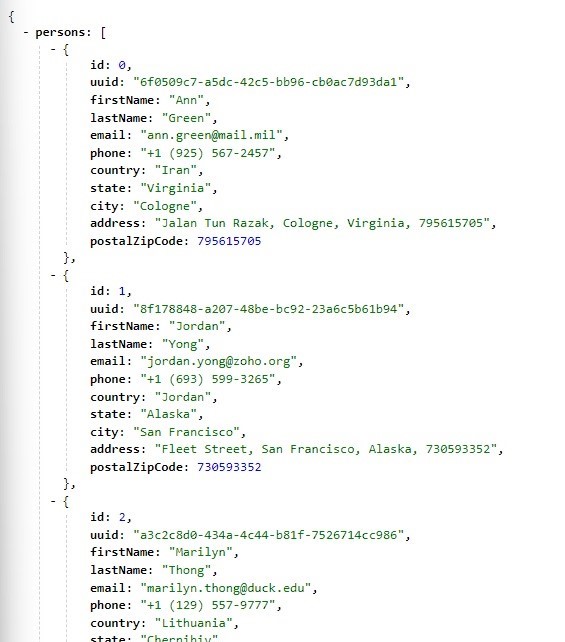 {
- persons: [
- {
id: 0,
uuid: "6f0509c7-a5dc-42c5-bb96-cb0ac7d93da1",
firstName: "Ann",
lastName: "Green",
email: "ann.green@mail.mil",
phone: "+1 (925) 567-2457",
country: "Iran",
state: "Virginia",
city: "Cologne",
address: "Jalan Tun Razak, Cologne, Virginia, 795615705",
postalZipCode: 795615705
},
- {
id: 1,
uuid: "8f178848-a207-48be-bc92-23a6c5b61b94",
firstName: "Jordan",
lastName: "Yong",
email: "jordan.yong@zoho.org",
phone: "+1 (693) 599-3265",
country: "Jordan",
state: "Alaska",
city: "San Francisco",
address: "Fleet Street, San Francisco, Alaska, 730593352",
postalZipCode: 730593352
},
- {
id: 2,
uuid: "a3c2c8d0-434a-4c44-b81f-7526714cc986",
firstName: "Marilyn",
lastName: "Thong",
email: "marilyn.thong@duck.edu",
phone: "+1 (129) 557-9777",
country: "Lithuania",
state: "Chernihiv",